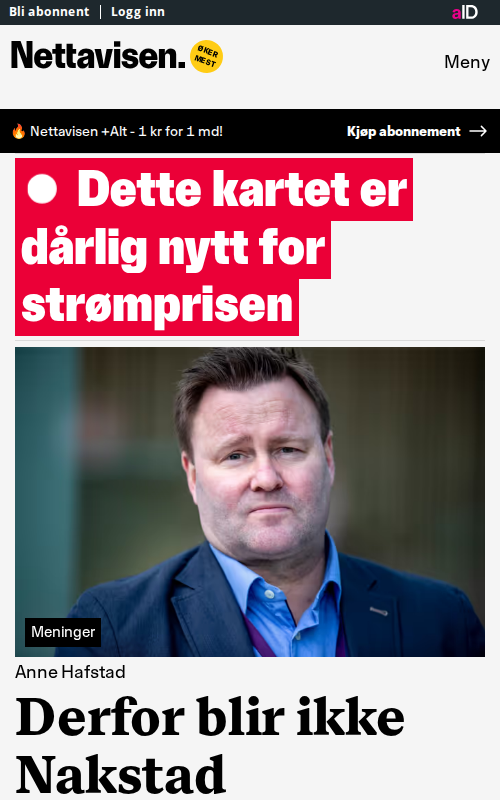 Bli abonnent | Logg inn
aID
Nettavisen. ØKER MEST
Meny
🔥 Nettavisen +Alt - 1 kr for 1 md!
Kjøp abonnement →
Dette kartet er
dårlig nytt for
strømprisen
Meninger
Anne Hafstad
Derfor blir ikke
Nakstad